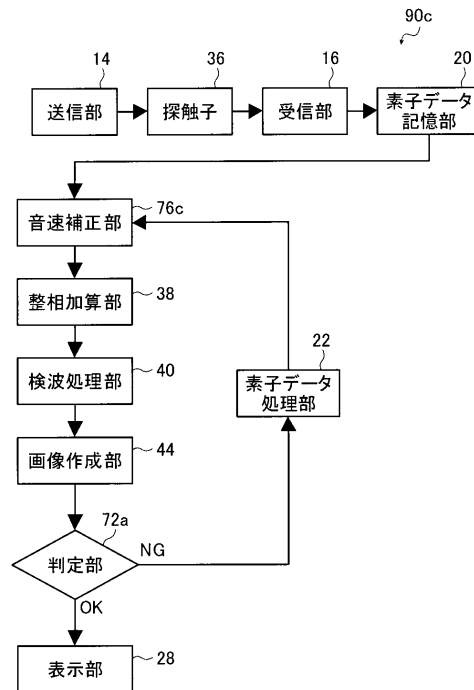 90c
14
36
16
20
送信部
探触子
受信部
素子データ
記憶部
音速補正部
76c
整相加算部
38
検波処理部
40
22
素子データ
処理部
画像作成部
44
72a
判定部
NG
OK
表示部
28